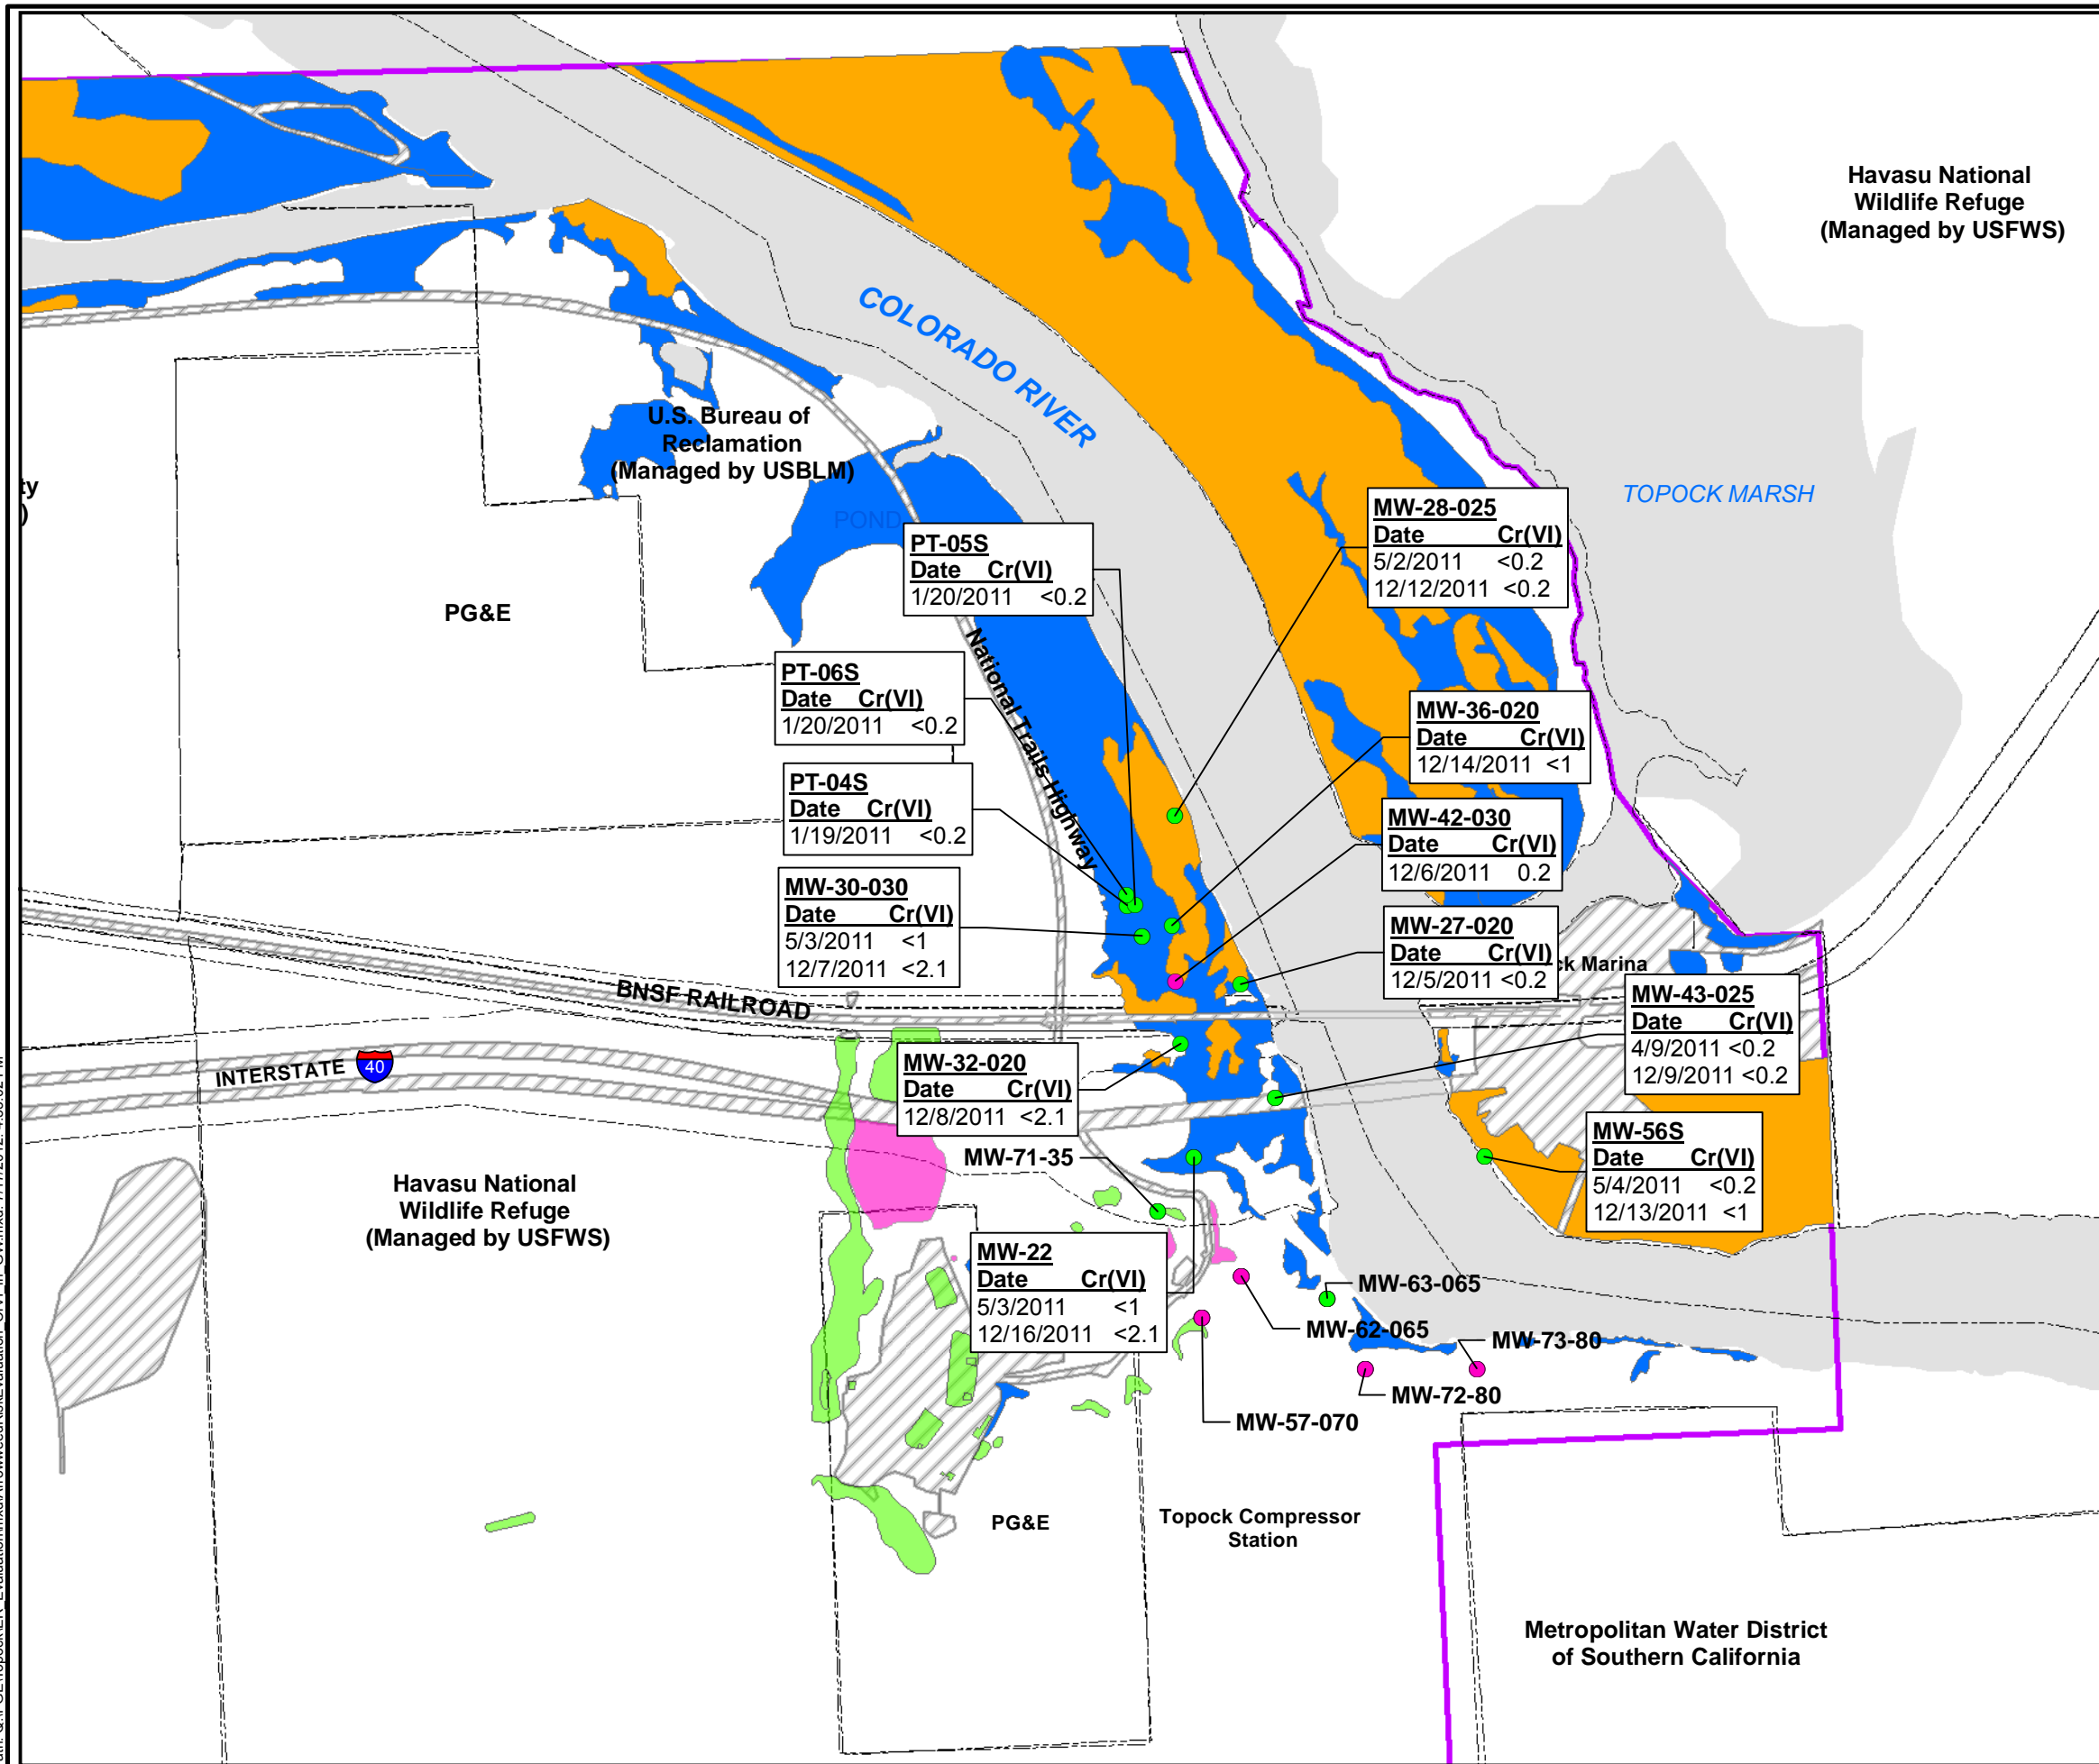 Havasu National
Wildlife Refuge
(Managed by USFWS)
COLORADO RIVER
TOPOCK MARSH
U.S. Bureau of
Reclamation
(Managed by USBLM)
POND
ty
)
PG&E
National Trails Highway
MW-28-025
Date Cr(VI)
5/2/2011 <0.2
12/12/2011 <0.2
PT-05S
Date Cr(VI)
1/20/2011 <0.2
PT-06S
Date Cr(VI)
1/20/2011 <0.2
MW-36-020
Date Cr(VI)
12/14/2011 <1
PT-04S
Date Cr(VI)
1/19/2011 <0.2
MW-42-030
Date Cr(VI)
12/6/2011 0.2
MW-30-030
Date Cr(VI)
5/3/2011 <1
12/7/2011 <2.1
MW-27-020
Date Cr(VI)
12/5/2011 <0.2
ck Marina
MW-43-025
Date Cr(VI)
4/9/2011 <0.2
12/9/2011 <0.2
BNSF RAILROAD
INTERSTATE 40
MW-32-020
Date Cr(VI)
12/8/2011 <2.1
MW-56S
Date Cr(VI)
5/4/2011 <0.2
12/13/2011 <1
MW-71-35
Havasu National
Wildlife Refuge
(Managed by USFWS)
MW-22
Date Cr(VI)
5/3/2011 <1
12/16/2011 <2.1
MW-63-065
MW-62-065
MW-73-80
MW-72-80
MW-57-070
PG&E
Topock Compressor
Station
Metropolitan Water District
of Southern California